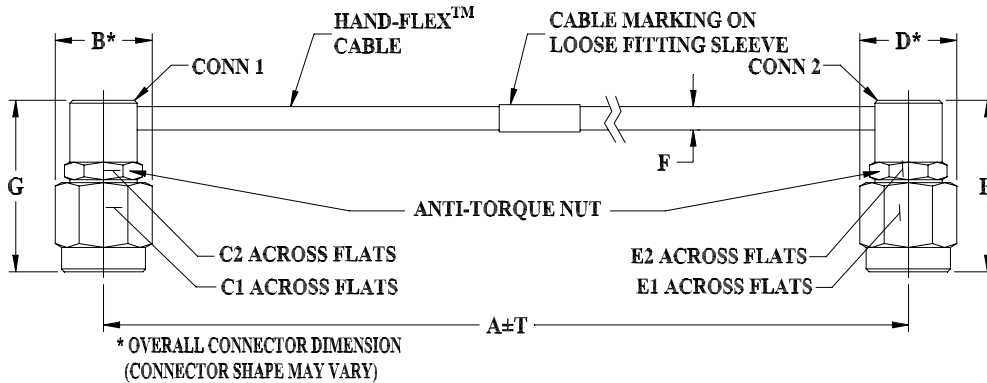 B*
HAND-FLEX™
CABLE
CABLE MARKING ON
LOOSE FITTING SLEEVE
D*
CONN 1
CONN 2
G
F
ANTI-TORQUE NUT
C2 ACROSS FLATS
C1 ACROSS FLATS
E2 ACROSS FLATS
E1 ACROSS FLATS
A±T
* OVERALL CONNECTOR DIMENSION
(CONNECTOR SHAPE MAY VARY)